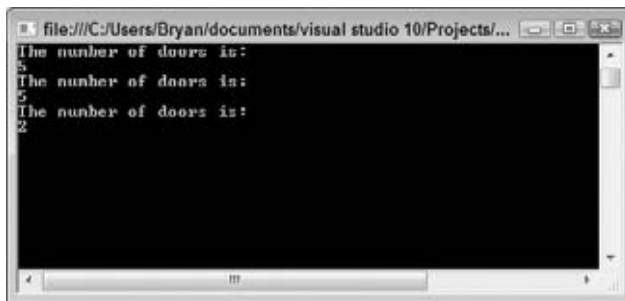 file:///C:/Users/Bryan/documents/visual studio 10/Projects/...
The number of doors is:
5
The number of doors is:
5
The number of doors is:
2